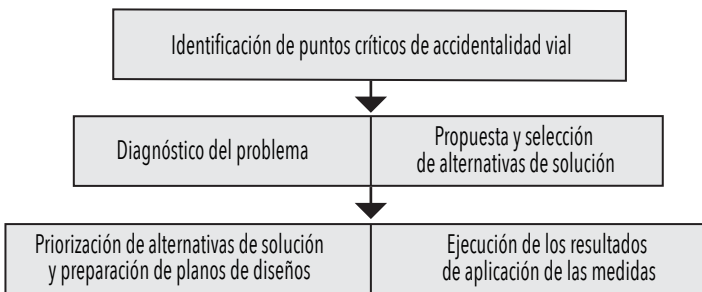 Identificación de puntos críticos de accidentalidad vial
Diagnóstico del problema
Propuesta y selección
de alternativas de solución
Priorización de alternativas de solución
y preparación de planos de diseños
Ejecución de los resultados
de aplicación de las medidas